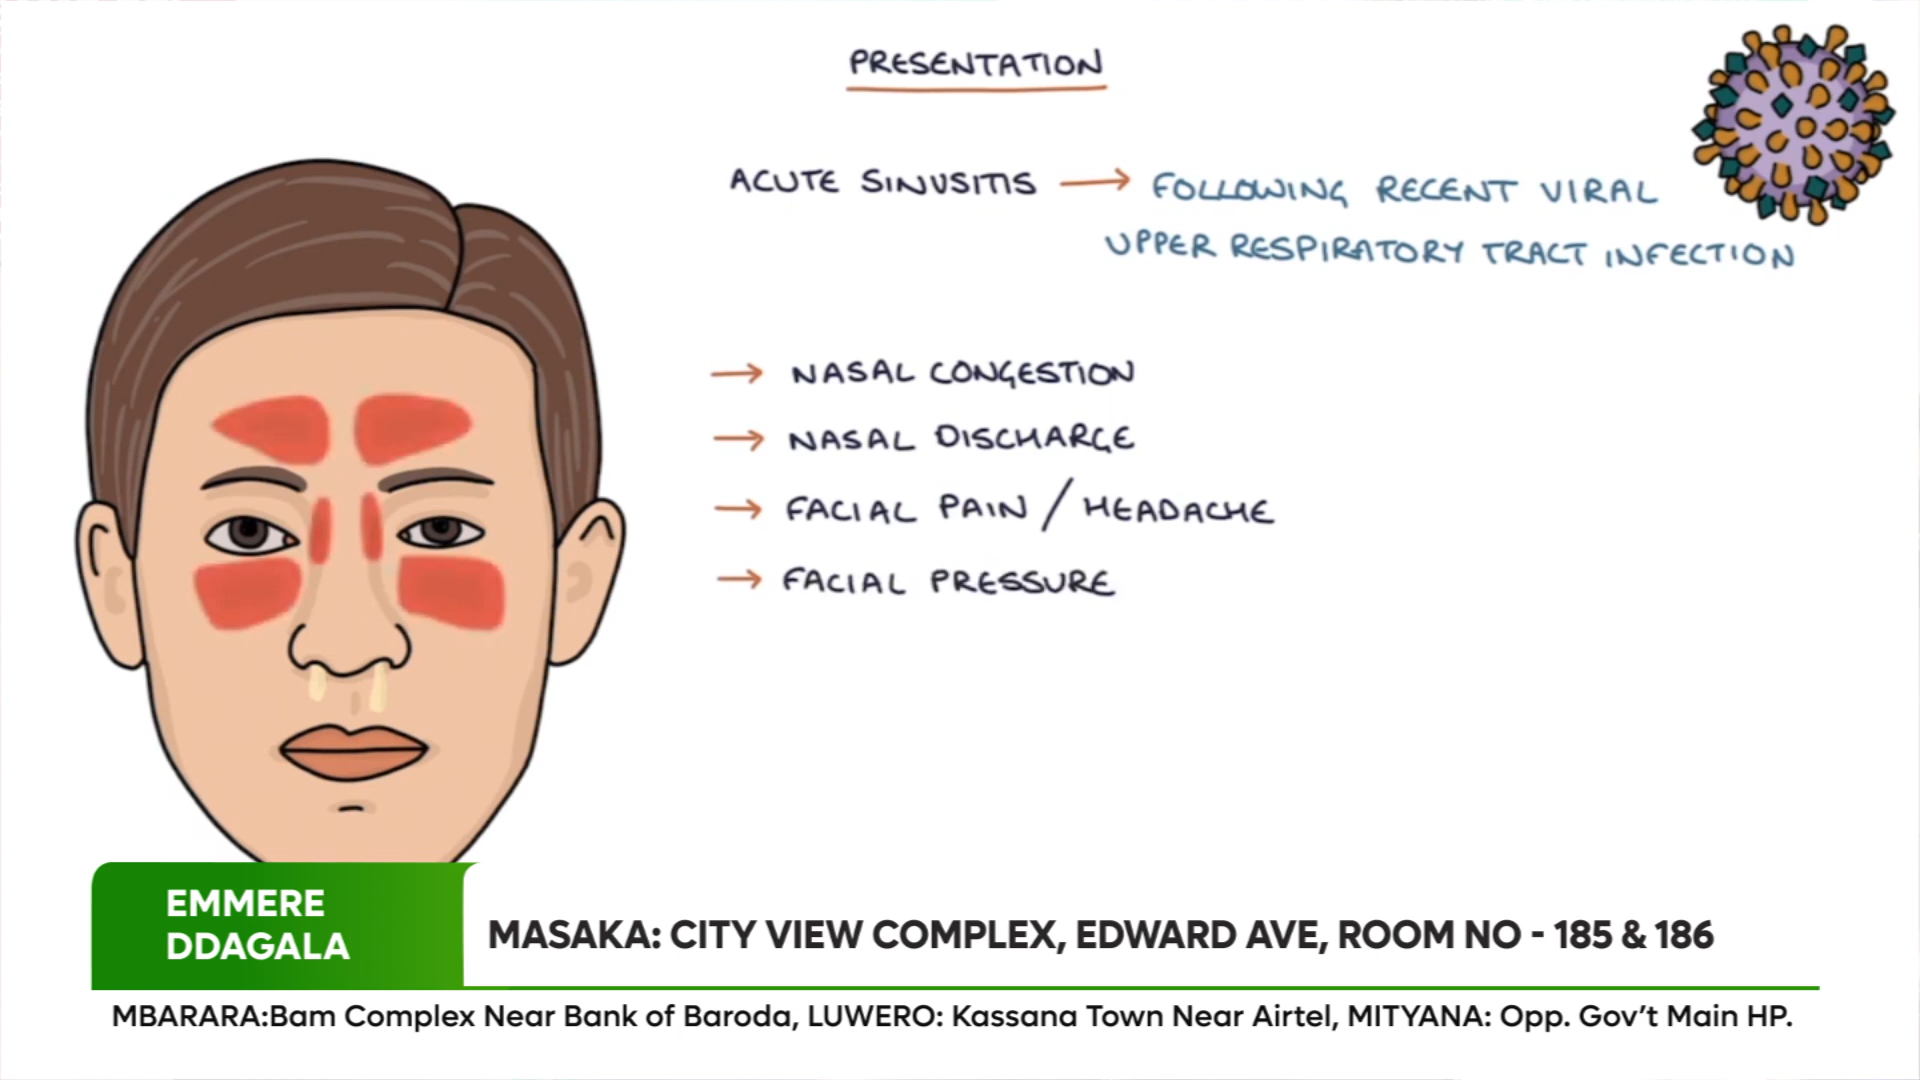 PRESENTATION
ACUTE SINUSITIS → FOLLOWING RECENT VIRAL
UPPER RESPIRATORY TRACT INFECTION
→ NASAL CONGESTION
→ NASAL DISCHARGE
→ FACIAL PAIN / HEADACHE
→ FACIAL PRESSURE
EMMERE
DDAGALA
MASAKA: CITY VIEW COMPLEX, EDWARD AVE, ROOM NO - 185 & 186
MBARARA:Bam Complex Near Bank of Baroda, LUWERO: Kassana Town Near Airtel, MITYANA: Opp. Gov't Main HP.